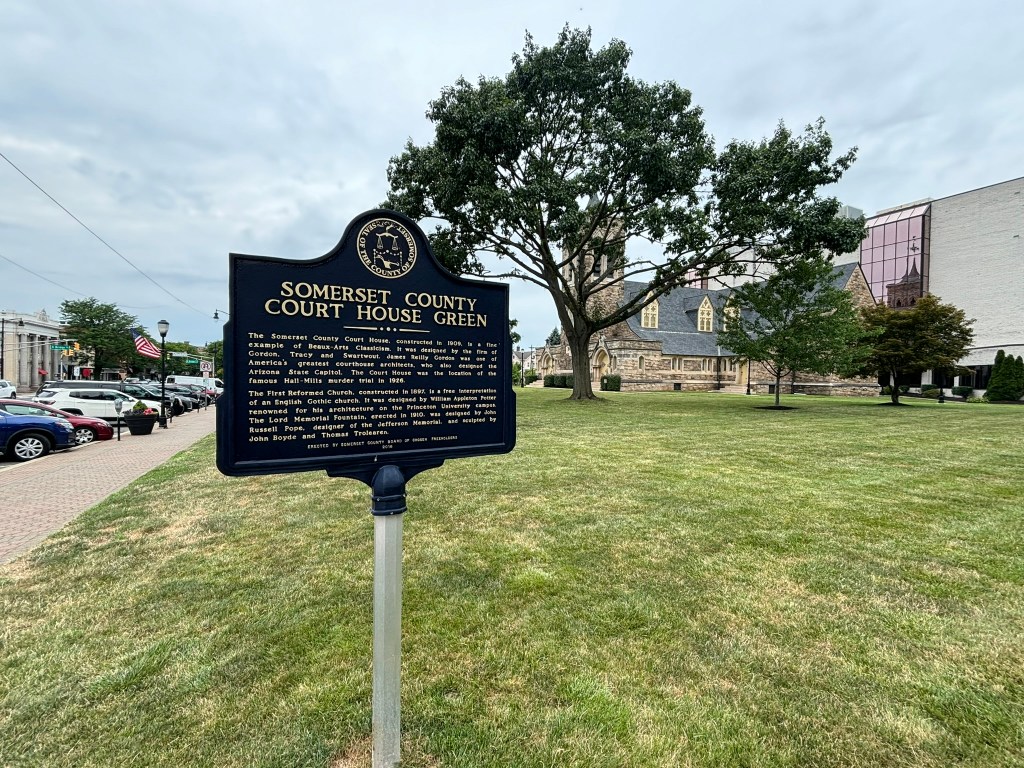 SEAL OF THE COUNTY OF SOMERSET
SOMERSET COUNTY
COURT HOUSE GREEN
The Somerset County Court House, constructed in 1909, is a fine
example of Beaux-Arts Classicism. It was designed by the firm of
Gordon, Tracy and Swartwout. James Reilly Gordon was one of
America's greatest courthouse architects, who also designed the
Arizona State Capitol. The Court House was the location of the
famous Hall-Mills murder trial in 1926.
The First Reformed Church, constructed in 1897, is a free interpretation
of an English Gothic church. It was designed by William Appleton Potter
renowned for his architecture on the Princeton University campus.
The Lord Memorial Fountain, erected in 1910, was designed by John
Russell Pope, designer of the Jefferson Memorial, and sculpted by
John Boyde and Thomas Trolearen.
ERECTED BY SOMERSET COUNTY BOARD OF CHOSEN FREEHOLDERS